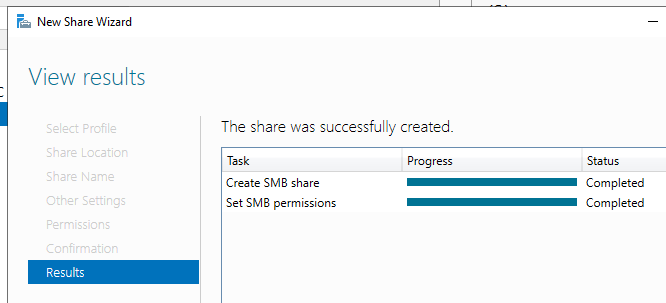 New Share Wizard
View results
Select Profile
Share Location
Share Name
Other Settings
Permissions
Confirmation
Results
The share was successfully created.
Task Progress Status
Create SMB share Completed
Set SMB permissions Completed